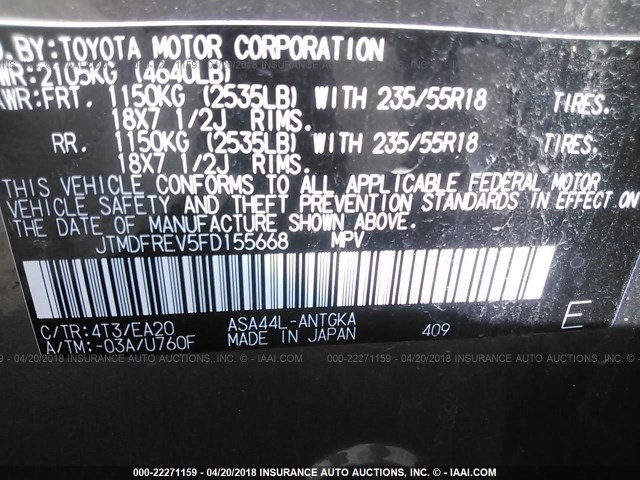 D.BY:TOYOTA MOTOR CORPORATION
WR:2105KG (4640LB)
AWR:FRT. 1150KG (2535LB) WITH 235/55R18 TIRES.
18X7 1/2J RIMS.
RR. 1150KG (2535LB) WITH 235/55R18 TIRES.
18X7 1/2J RIMS.
THIS VEHICLE CONFORMS TO ALL APPLICABLE FEDERAL MOTOR
VEHICLE SAFETY AND THEFT PREVENTION STANDARDS IN EFFECT ON
THE DATE OF MANUFACTURE SHOWN ABOVE.
JTMDFREV5FD155668 MPV
C/TR:4T3/EA20 ASA44L-ANTGKA
A/TM:-03A/U760F MADE IN JAPAN 409 E
000-22271159 - 04/20/2018 INSURANCE AUTO AUCTIONS, INC. - © - IAAI.COM